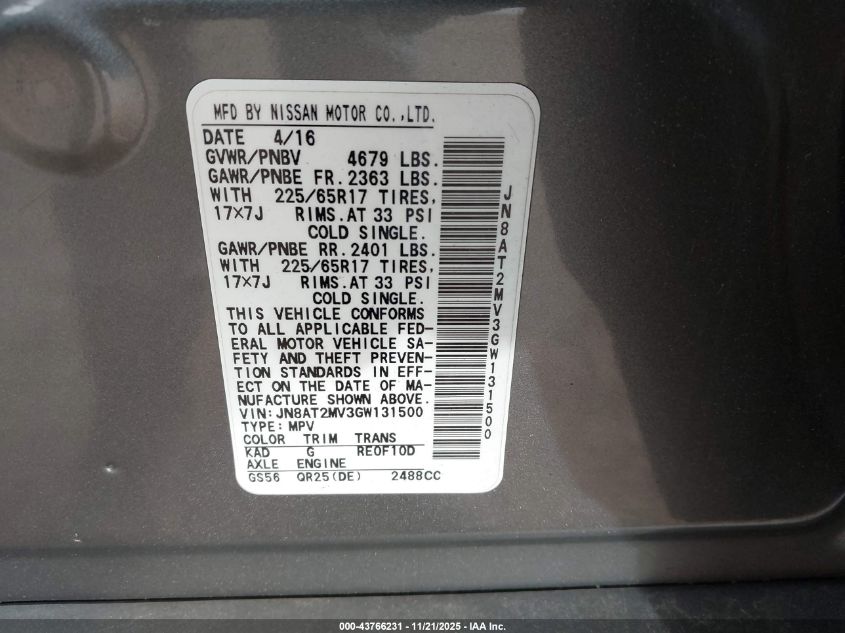 MFD BY NISSAN MOTOR CO.,LTD.
DATE 4/16
GVWR/PNBV 4679 LBS.
GAWR/PNBE FR. 2363 LBS.
WITH 225/65R17 TIRES,
17×7J RIMS. AT 33 PSI
COLD SINGLE.
GAWR/PNBE RR. 2401 LBS.
WITH 225/65R17 TIRES,
17×7J RIMS. AT 33 PSI
COLD SINGLE.
THIS VEHICLE CONFORMS
TO ALL APPLICABLE FED-
ERAL MOTOR VEHICLE SA-
FETY AND THEFT PREVEN-
TION STANDARDS IN EFF-
ECT ON THE DATE OF MA-
NUFACTURE SHOWN ABOVE.
VIN: JN8AT2MV3GW131500
TYPE: MPV
COLOR TRIM TRANS
KAD G RE0F10D
AXLE ENGINE
GS56 QR25(DE) 2488CC
JN8AT2MV3GW131500
000-43766231 - 11/21/2025 - IAA Inc.